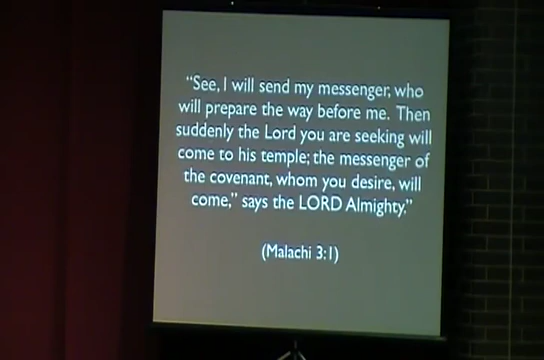 “See, I will send my messenger, who
will prepare the way before me. Then
suddenly the Lord you are seeking will
come to his temple; the messenger of
the covenant, whom you desire, will
come,” says the LORD Almighty.”
(Malachi 3:1)